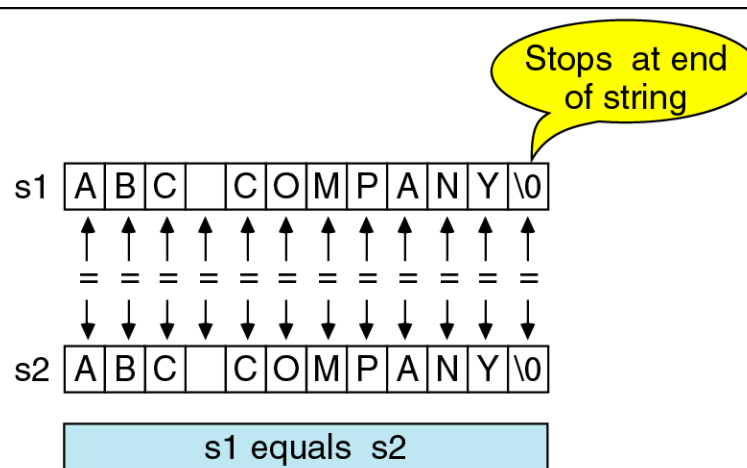 Stops at end
of string
s1 A B C C O M P A N Y \0
= = = = = = = = = = = =
s2 A B C C O M P A N Y \0
s1 equals s2